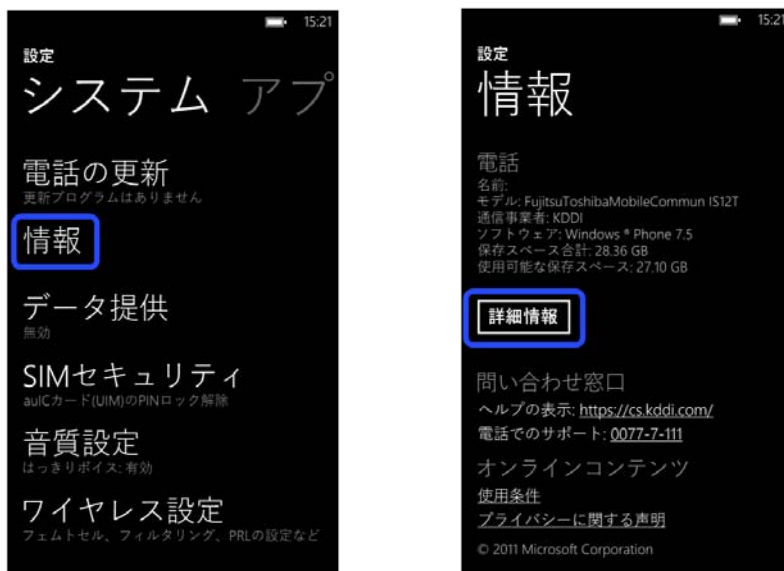 15:21
設定
システム アプ
電話の更新
更新プログラムはありません
情報
データ提供
無効
SIMセキュリティ
auICカード(UIM)のPINロック解除
音質設定
はっきりボイス: 有効
ワイヤレス設定
フェムトセル、フィルタリング、PRLの設定など
15:21
設定
情報
電話
名前:
モデル: FujitsuToshibaMobileCommun IS12T
通信事業者: KDDI
ソフトウェア: Windows ® Phone 7.5
保存スペース合計: 28.36 GB
使用可能な保存スペース: 27.10 GB
詳細情報
問い合わせ窓口
ヘルプの表示: https://cs.kddi.com/
電話でのサポート: 0077-7-111
オンラインコンテンツ
使用条件
プライバシーに関する声明
© 2011 Microsoft Corporation